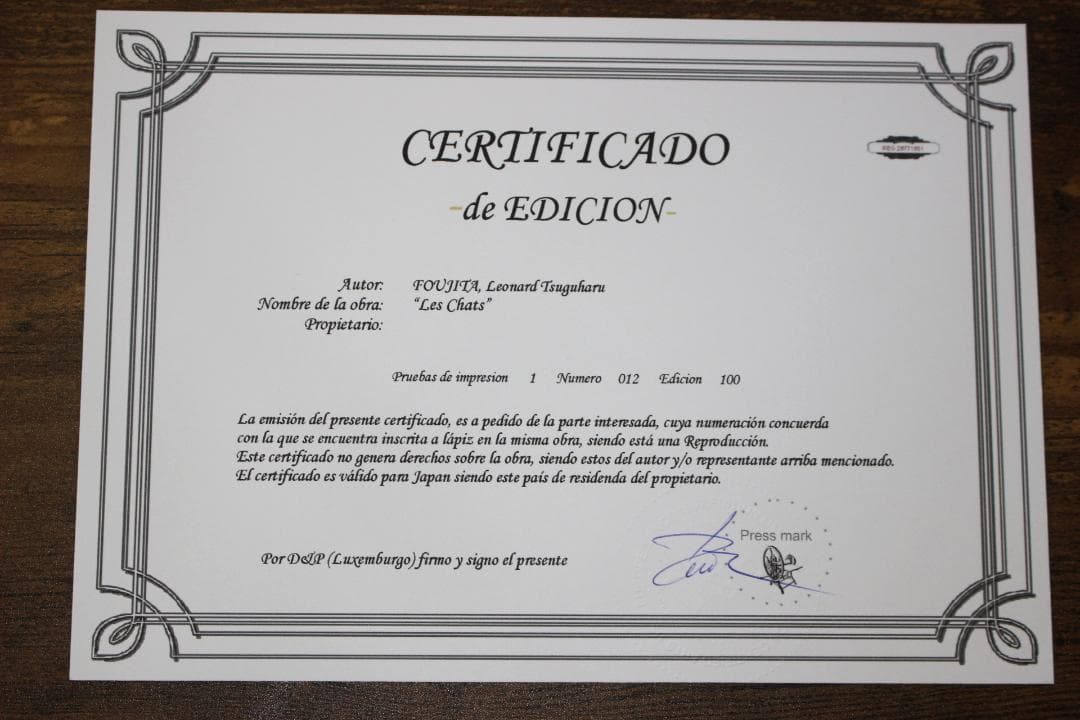 CERTIFICADO
-de EDICION-
Autor: FOUJITA, Leonard Tsuguharu
Nombre de la obra: "Les Chats"
Propietario:
Pruebas de impresion 1 Numero 012 Edicion 100
La emisión del presente certificado, es a pedido de la parte interesada, cuya numeración concuerda
con la que se encuentra inscrita a lápiz en la misma obra, siendo está una Reproducción.
Este certificado no genera derechos sobre la obra, siendo estos del autor y/o representante arriba mencionado.
El certificado es válido para Japan siendo este país de residenda del propietario.
Press mark
Por D&P (Luxemburgo) firmo y signo el presente